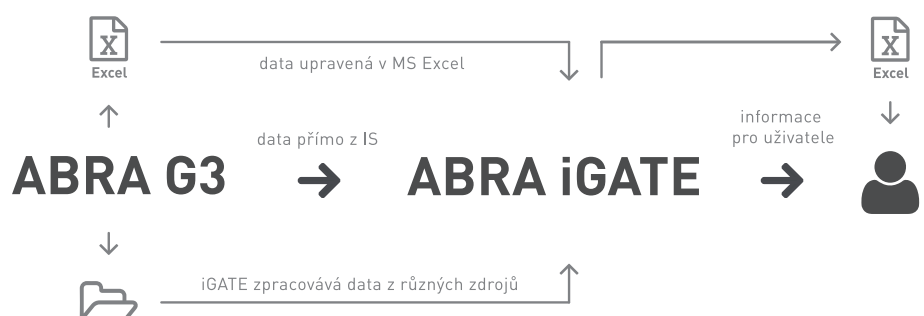 X
Excel
data upravená v MS Excel
X
Excel
data přímo z IS
informace
pro uživatele
ABRA G3
ABRA iGATE
iGATE zpracovává data z různých zdrojů